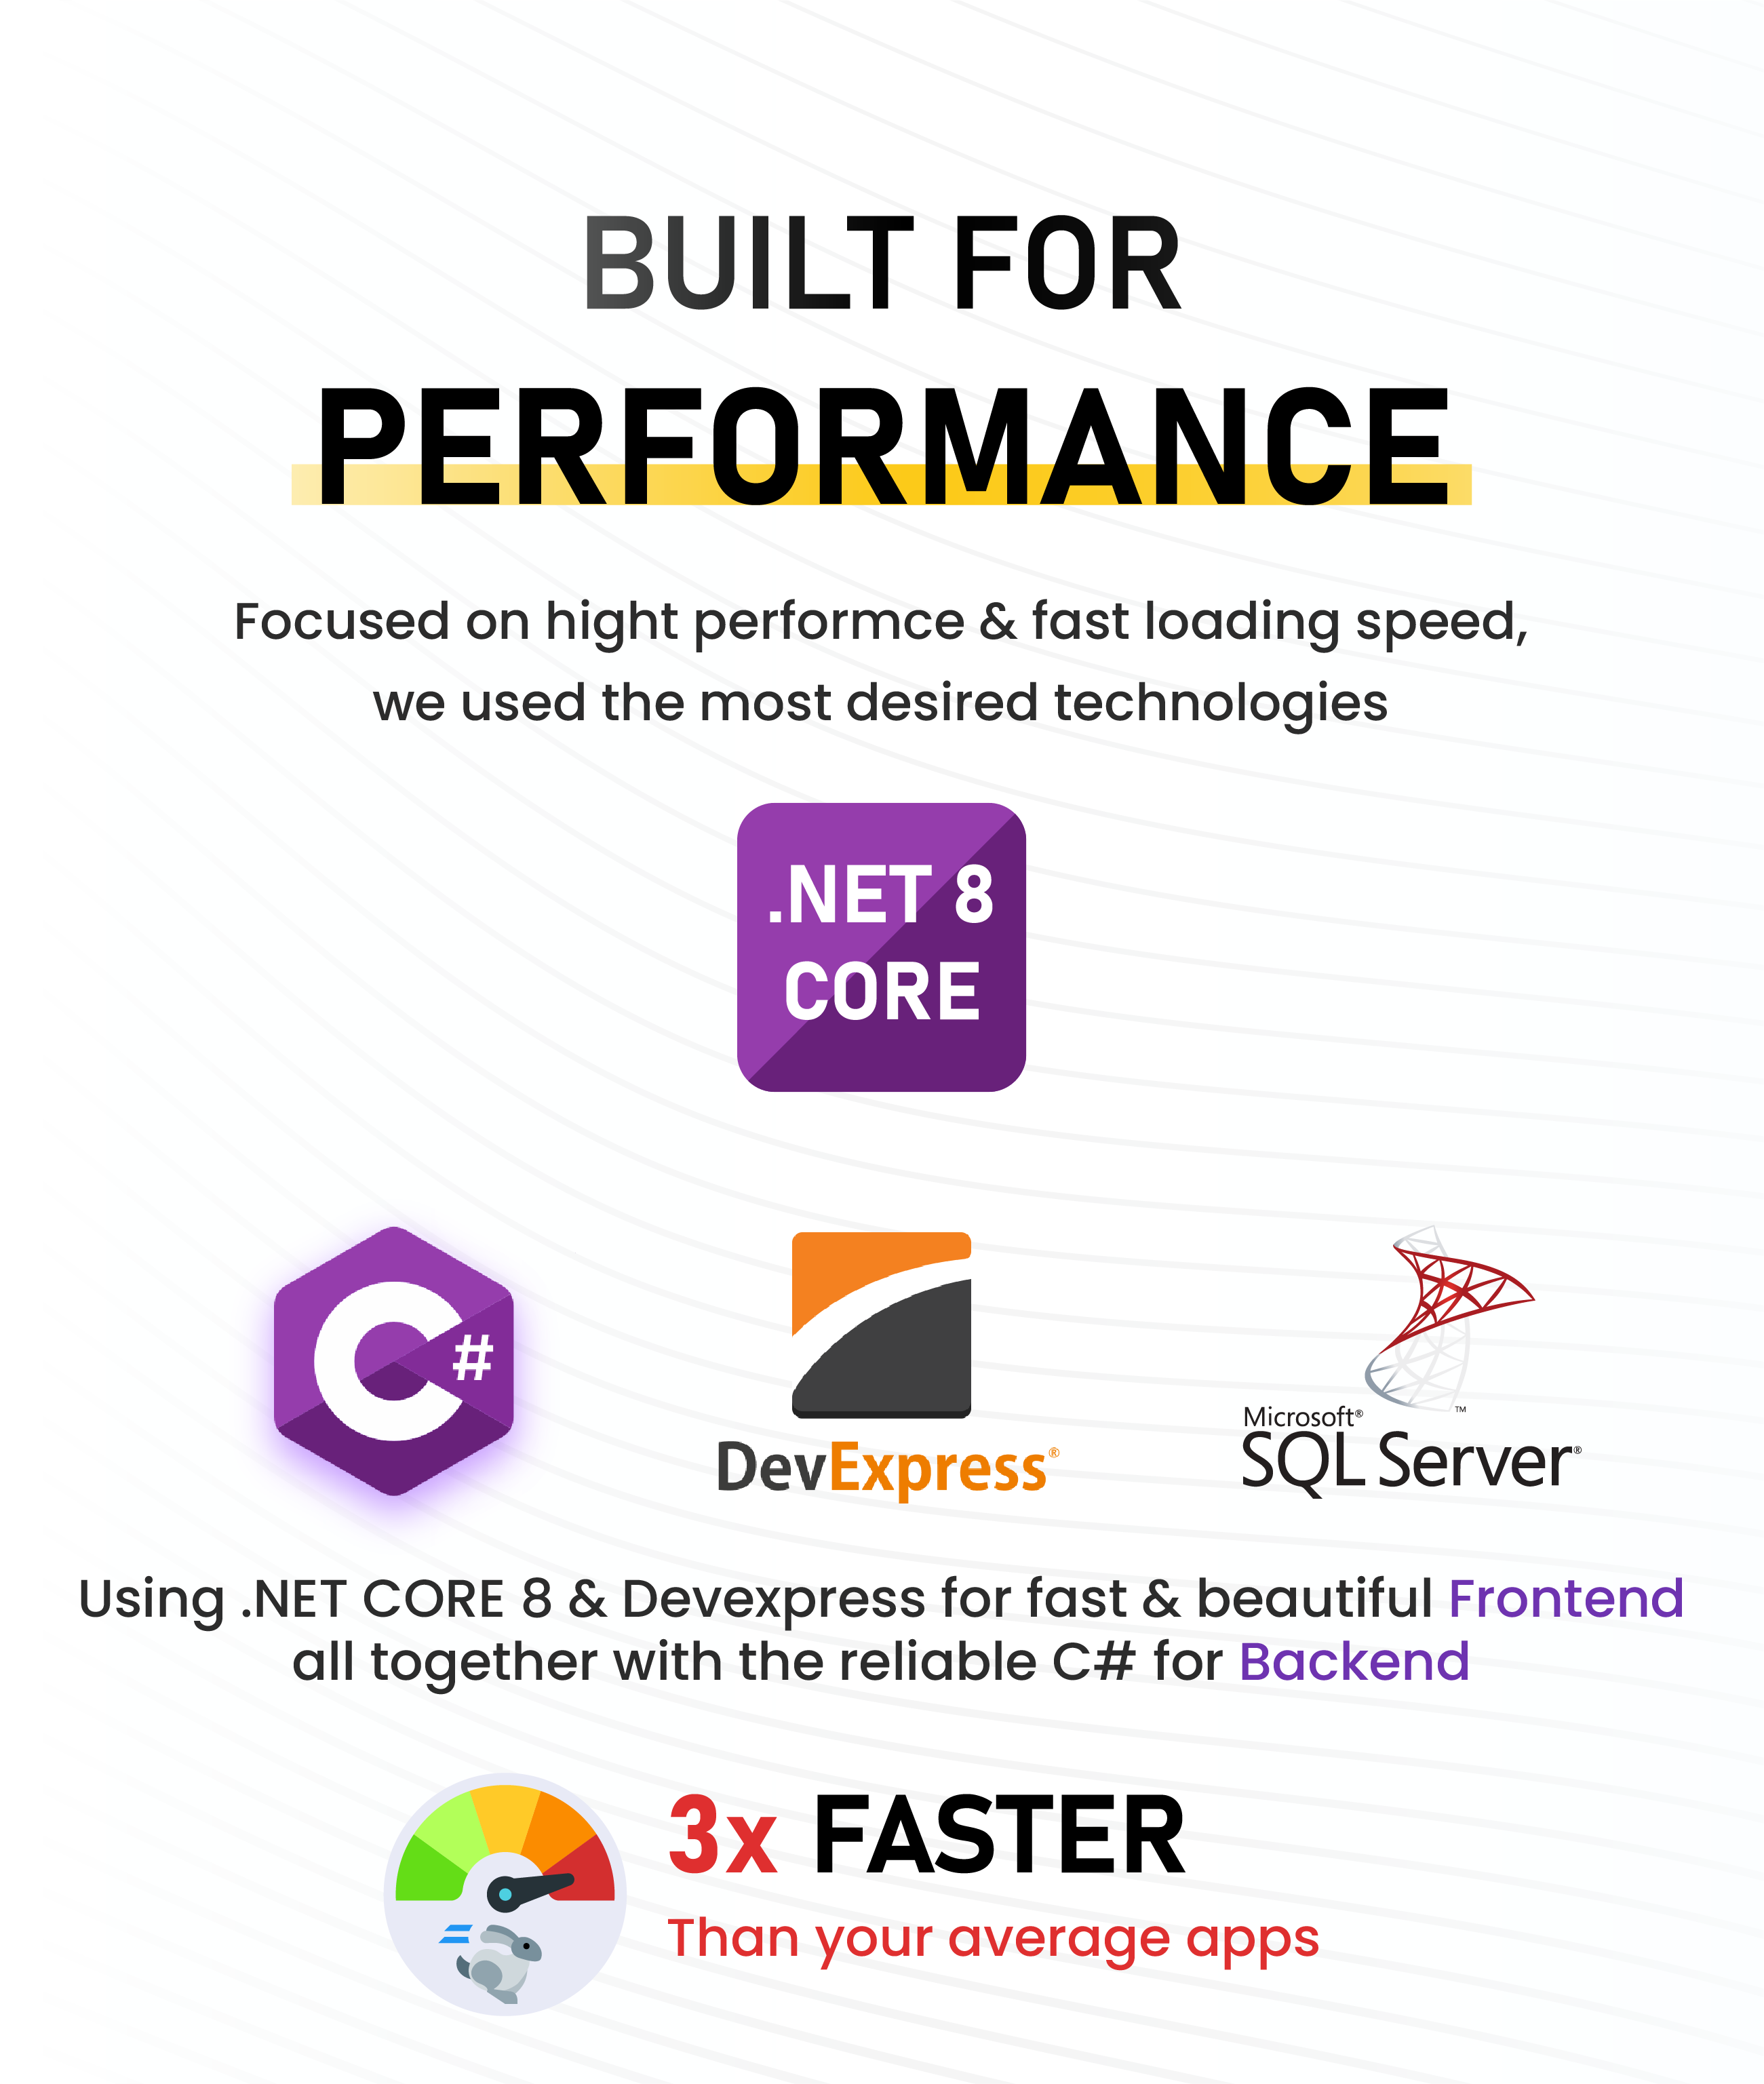 BUILT FOR
PERFORMANCE
Focused on hight performce & fast loading speed,
we used the most desired technologies
.NET 8
CORE
C#
DevExpress®
Microsoft®
™
SQL Server®
Using .NET CORE 8 & Devexpress for fast & beautiful Frontend
all together with the reliable C# for Backend
3x FASTER
Than your average apps